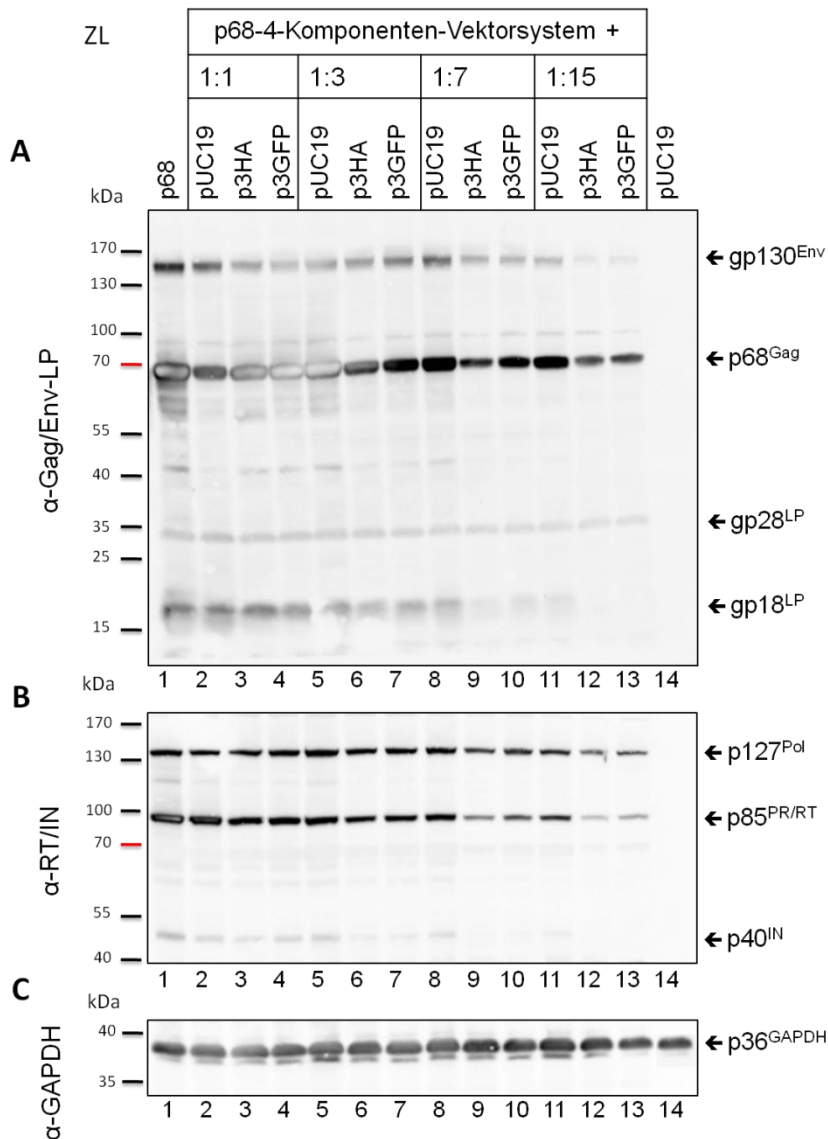 ZL
p68-4-Komponenten-Vektorsystem +
1:1 1:3 1:7 1:15
p68 pUC19 p3HA p3GFP pUC19 p3HA p3GFP pUC19 p3HA p3GFP pUC19 p3HA p3GFP pUC19
A
kDa
170
130
100
70
55
40
35
25
15
α-Gag/Env-LP
gp130Env
p68Gag
gp28LP
gp18LP
1 2 3 4 5 6 7 8 9 10 11 12 13 14
B
kDa
170
130
100
70
55
40
α-RT/IN
p127Pol
p85PR/RT
p40IN
1 2 3 4 5 6 7 8 9 10 11 12 13 14
C
kDa
40
35
α-GAPDH
p36GAPDH
1 2 3 4 5 6 7 8 9 10 11 12 13 14